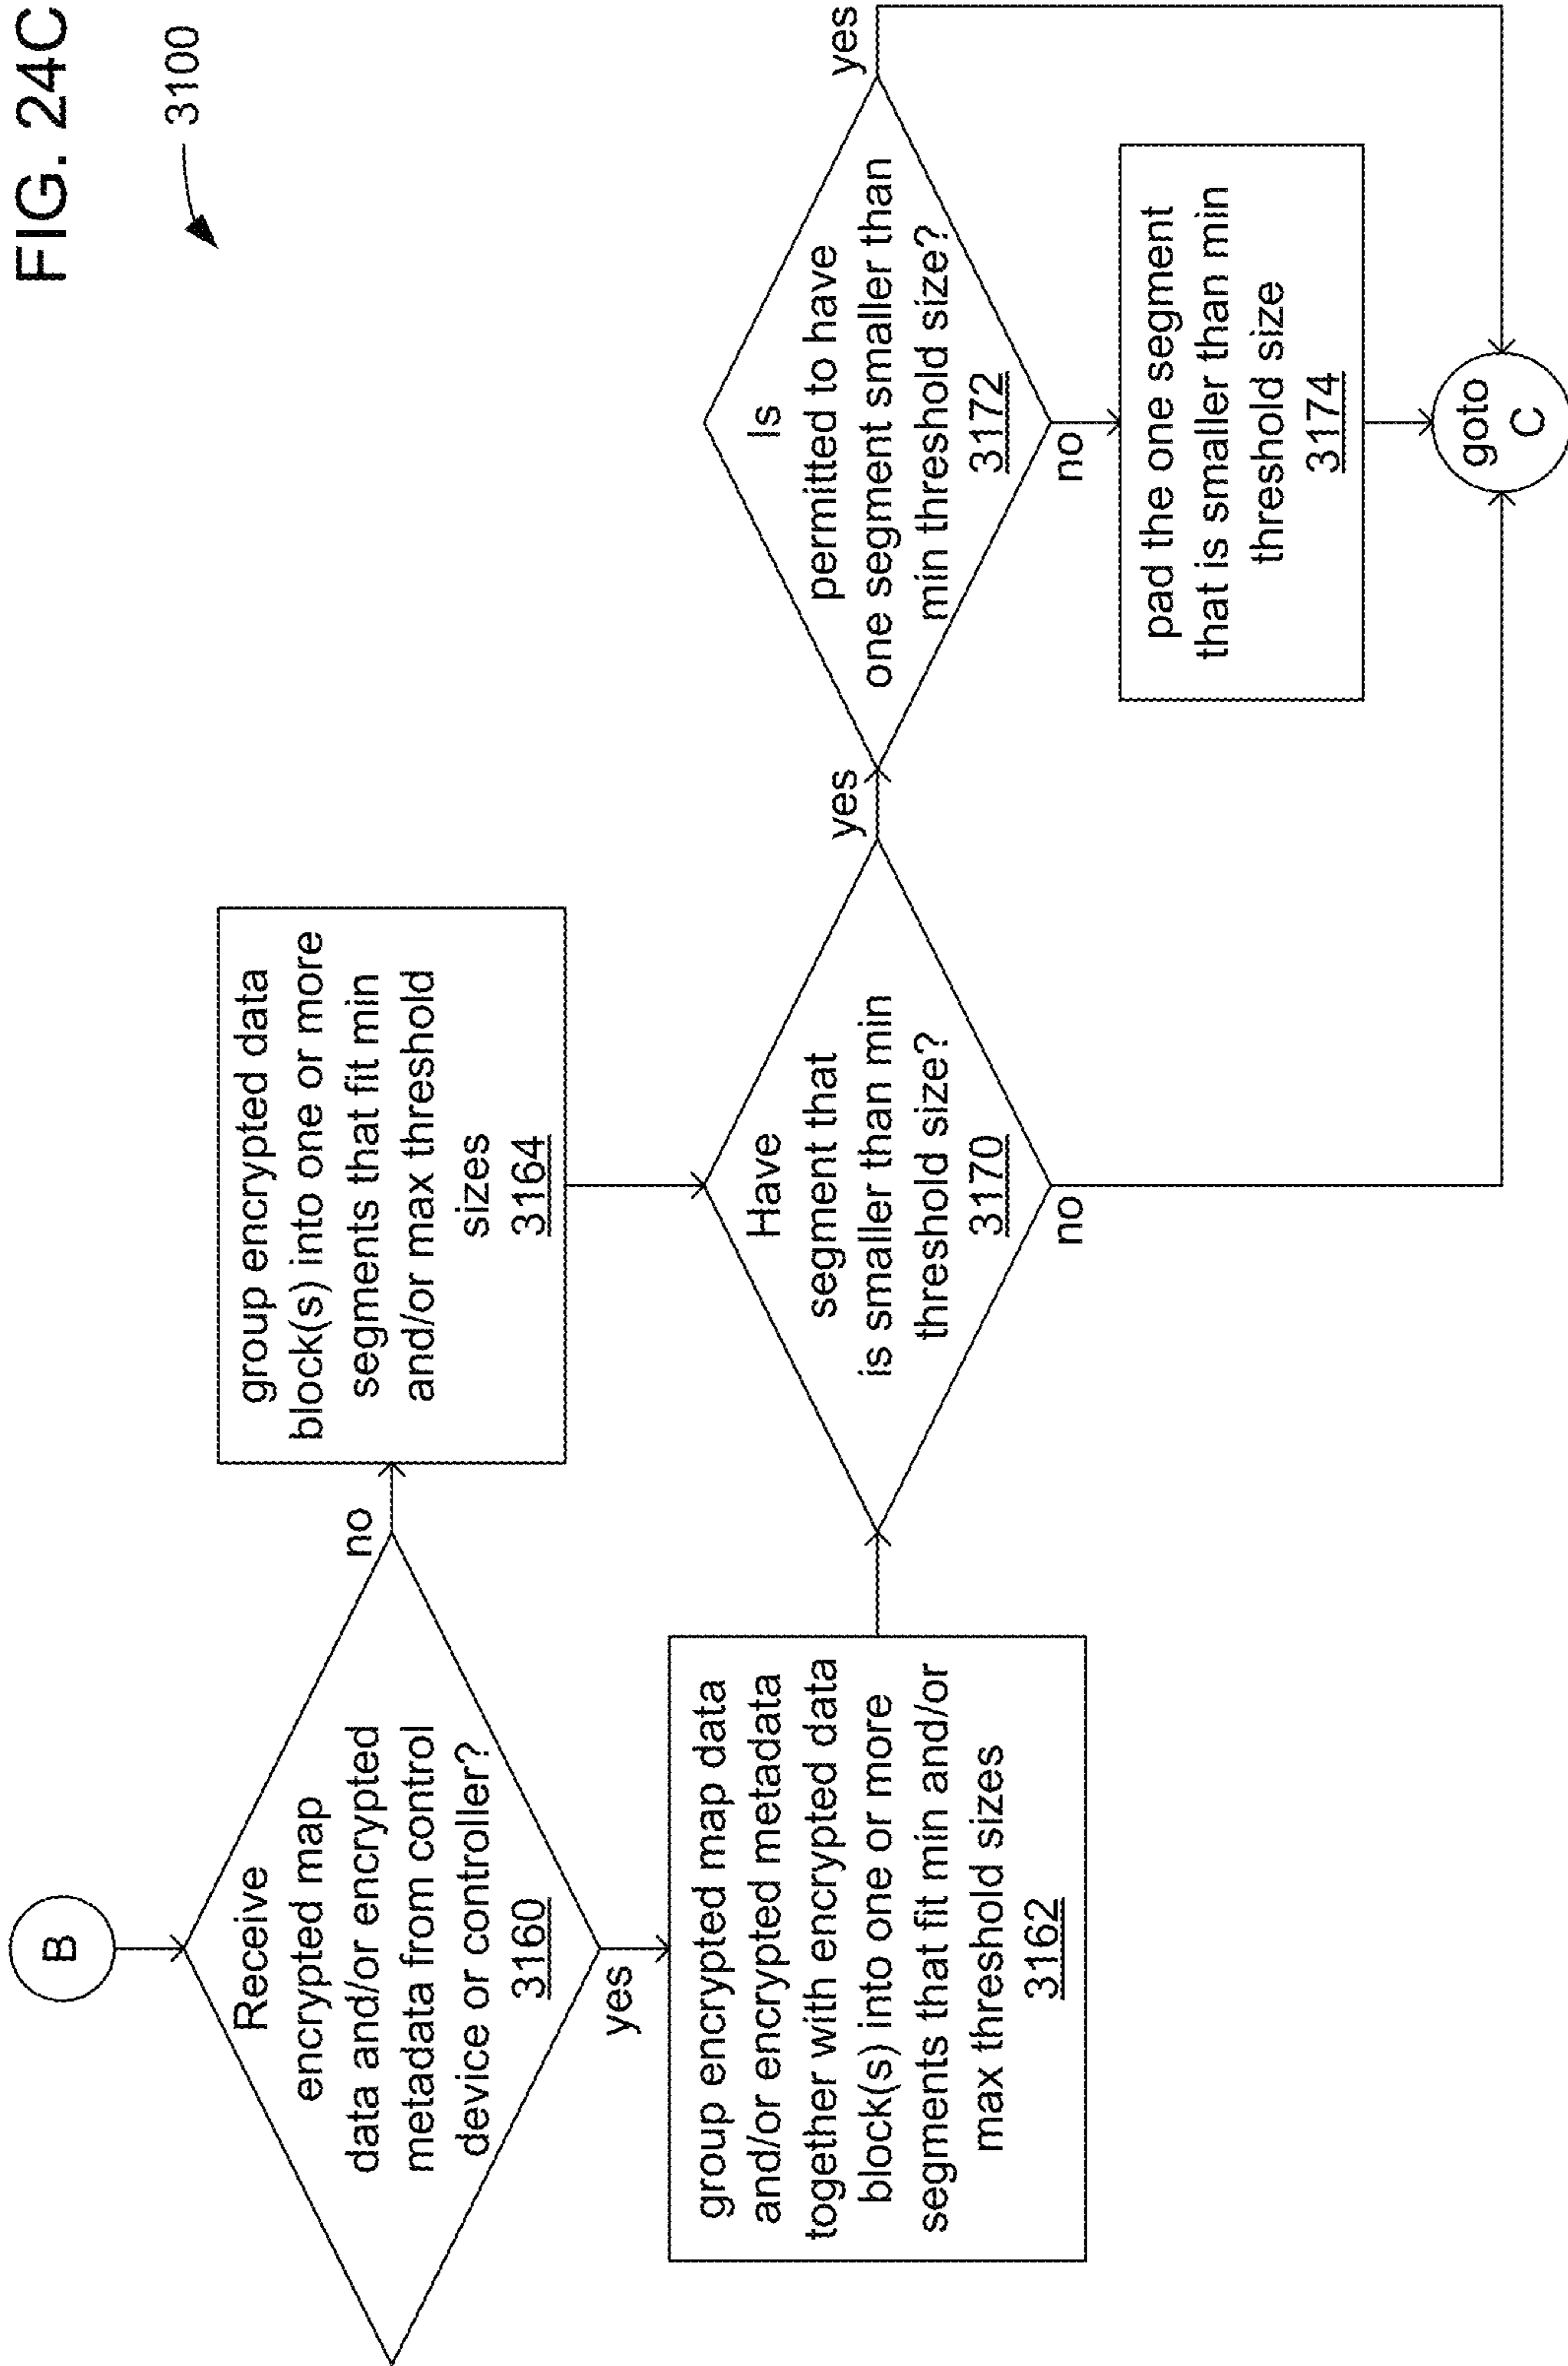 FIG. 24C
3100
B
Receive
encrypted map
data and/or encrypted
metadata from control
device or controller?
3160
no
yes
group encrypted data
block(s) into one or more
segments that fit min
and/or max threshold
sizes
3164
group encrypted map data
and/or encrypted metadata
together with encrypted data
block(s) into one or more
segments that fit min and/or
max threshold sizes
3162
Have
segment that
is smaller than min
threshold size?
3170
yes
no
Is
permitted to have
one segment smaller than
min threshold size?
3172
yes
no
pad the one segment
that is smaller than min
threshold size
3174
goto
C